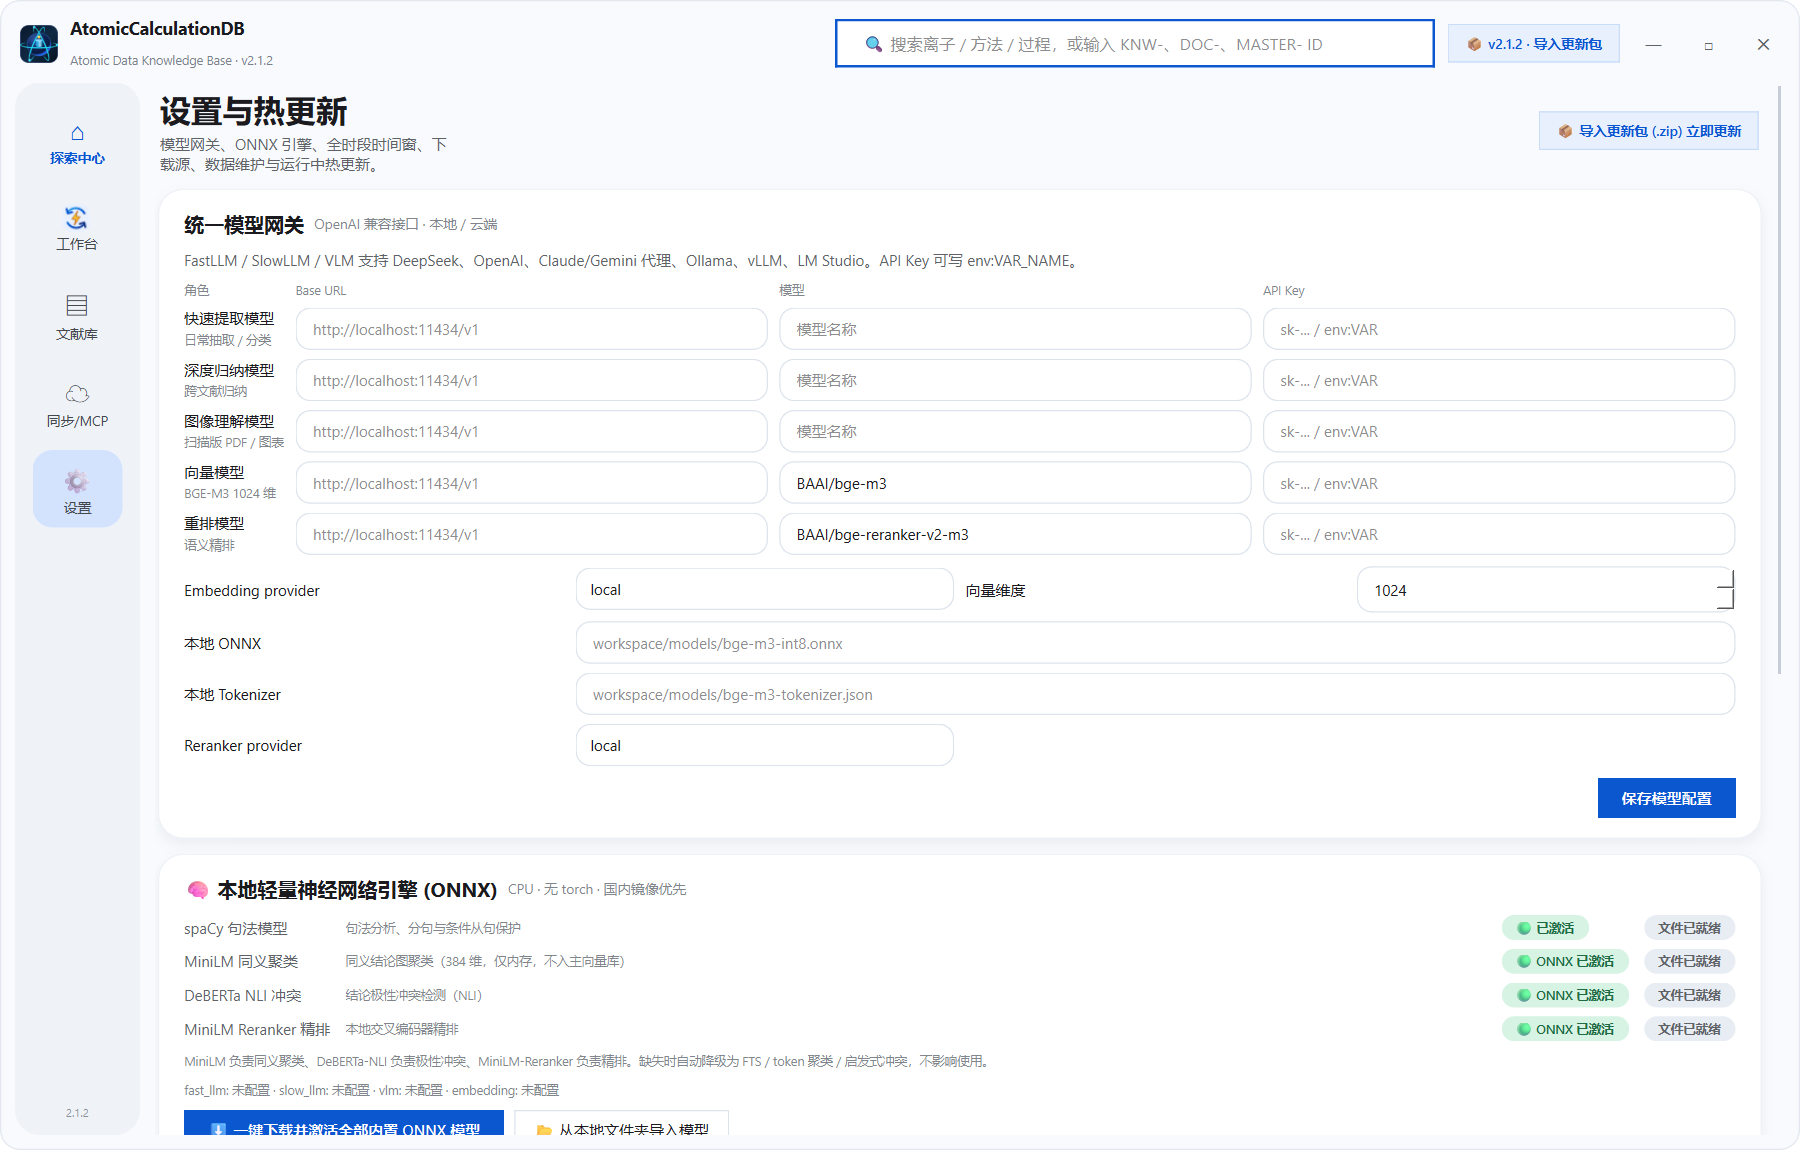 AtomicCalculationDB
Atomic Data Knowledge Base · v2.1.2
搜索离子 / 方法 / 过程，或输入 KNW-、DOC-、MASTER- ID
v2.1.2 · 导入更新包
探索中心
工作台
文献库
同步/MCP
设置
2.1.2
设置与热更新
模型网关、ONNX 引擎、全时段时间窗、下
载源、数据维护与运行中热更新。
导入更新包 (.zip) 立即更新
统一模型网关 OpenAI 兼容接口 · 本地 / 云端
FastLLM / SlowLLM / VLM 支持 DeepSeek、OpenAI、Claude/Gemini 代理、Ollama、vLLM、LM Studio。API Key 可写 env:VAR_NAME。
角色 Base URL 模型 API Key
快速提取模型
日常抽取 / 分类
http://localhost:11434/v1 模型名称 sk-... / env:VAR
深度归纳模型
跨文献归纳
http://localhost:11434/v1 模型名称 sk-... / env:VAR
图像理解模型
扫描版 PDF / 图表
http://localhost:11434/v1 模型名称 sk-... / env:VAR
向量模型
BGE-M3 1024 维
http://localhost:11434/v1 BAAI/bge-m3 sk-... / env:VAR
重排模型
语义精排
http://localhost:11434/v1 BAAI/bge-reranker-v2-m3 sk-... / env:VAR
Embedding provider local 向量维度 1024
本地 ONNX workspace/models/bge-m3-int8.onnx
本地 Tokenizer workspace/models/bge-m3-tokenizer.json
Reranker provider local
保存模型配置
本地轻量神经网络引擎 (ONNX) CPU · 无 torch · 国内镜像优先
spaCy 句法模型 句法分析、分句与条件从句保护 已激活 文件已就绪
MiniLM 同义聚类 同义结论图聚类（384 维，仅内存，不入主向量库） ONNX 已激活 文件已就绪
DeBERTa NLI 冲突 结论极性冲突检测（NLI） ONNX 已激活 文件已就绪
MiniLM Reranker 精排 本地交叉编码器精排 ONNX 已激活 文件已就绪
MiniLM 负责同义聚类、DeBERTa-NLI 负责极性冲突、MiniLM-Reranker 负责精排。缺失时自动降级为 FTS / token 聚类 / 启发式冲突，不影响使用。
fast_llm: 未配置 · slow_llm: 未配置 · vlm: 未配置 · embedding: 未配置
一键下载并激活全部内置 ONNX 模型 从本地文件夹导入模型